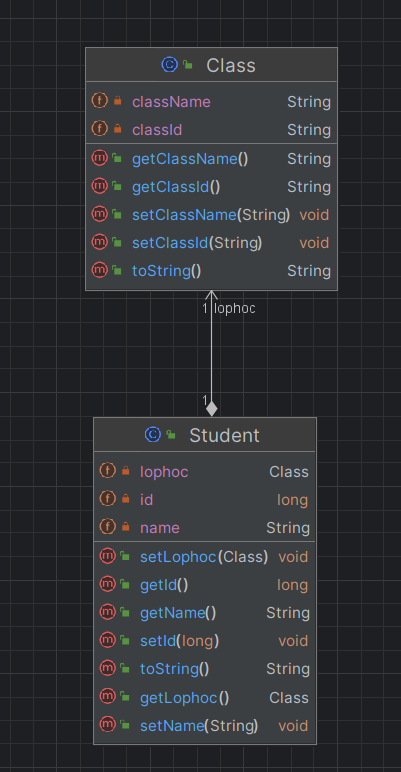 Class
className String
classId String
getClassName() String
getClassId() String
setClassName(String) void
setClassId(String) void
toString() String
1 lophoc
1
Student
lophoc Class
id long
name String
setLophoc(Class) void
getId() long
getName() String
setId(long) void
toString() String
getLophoc() Class
setName(String) void